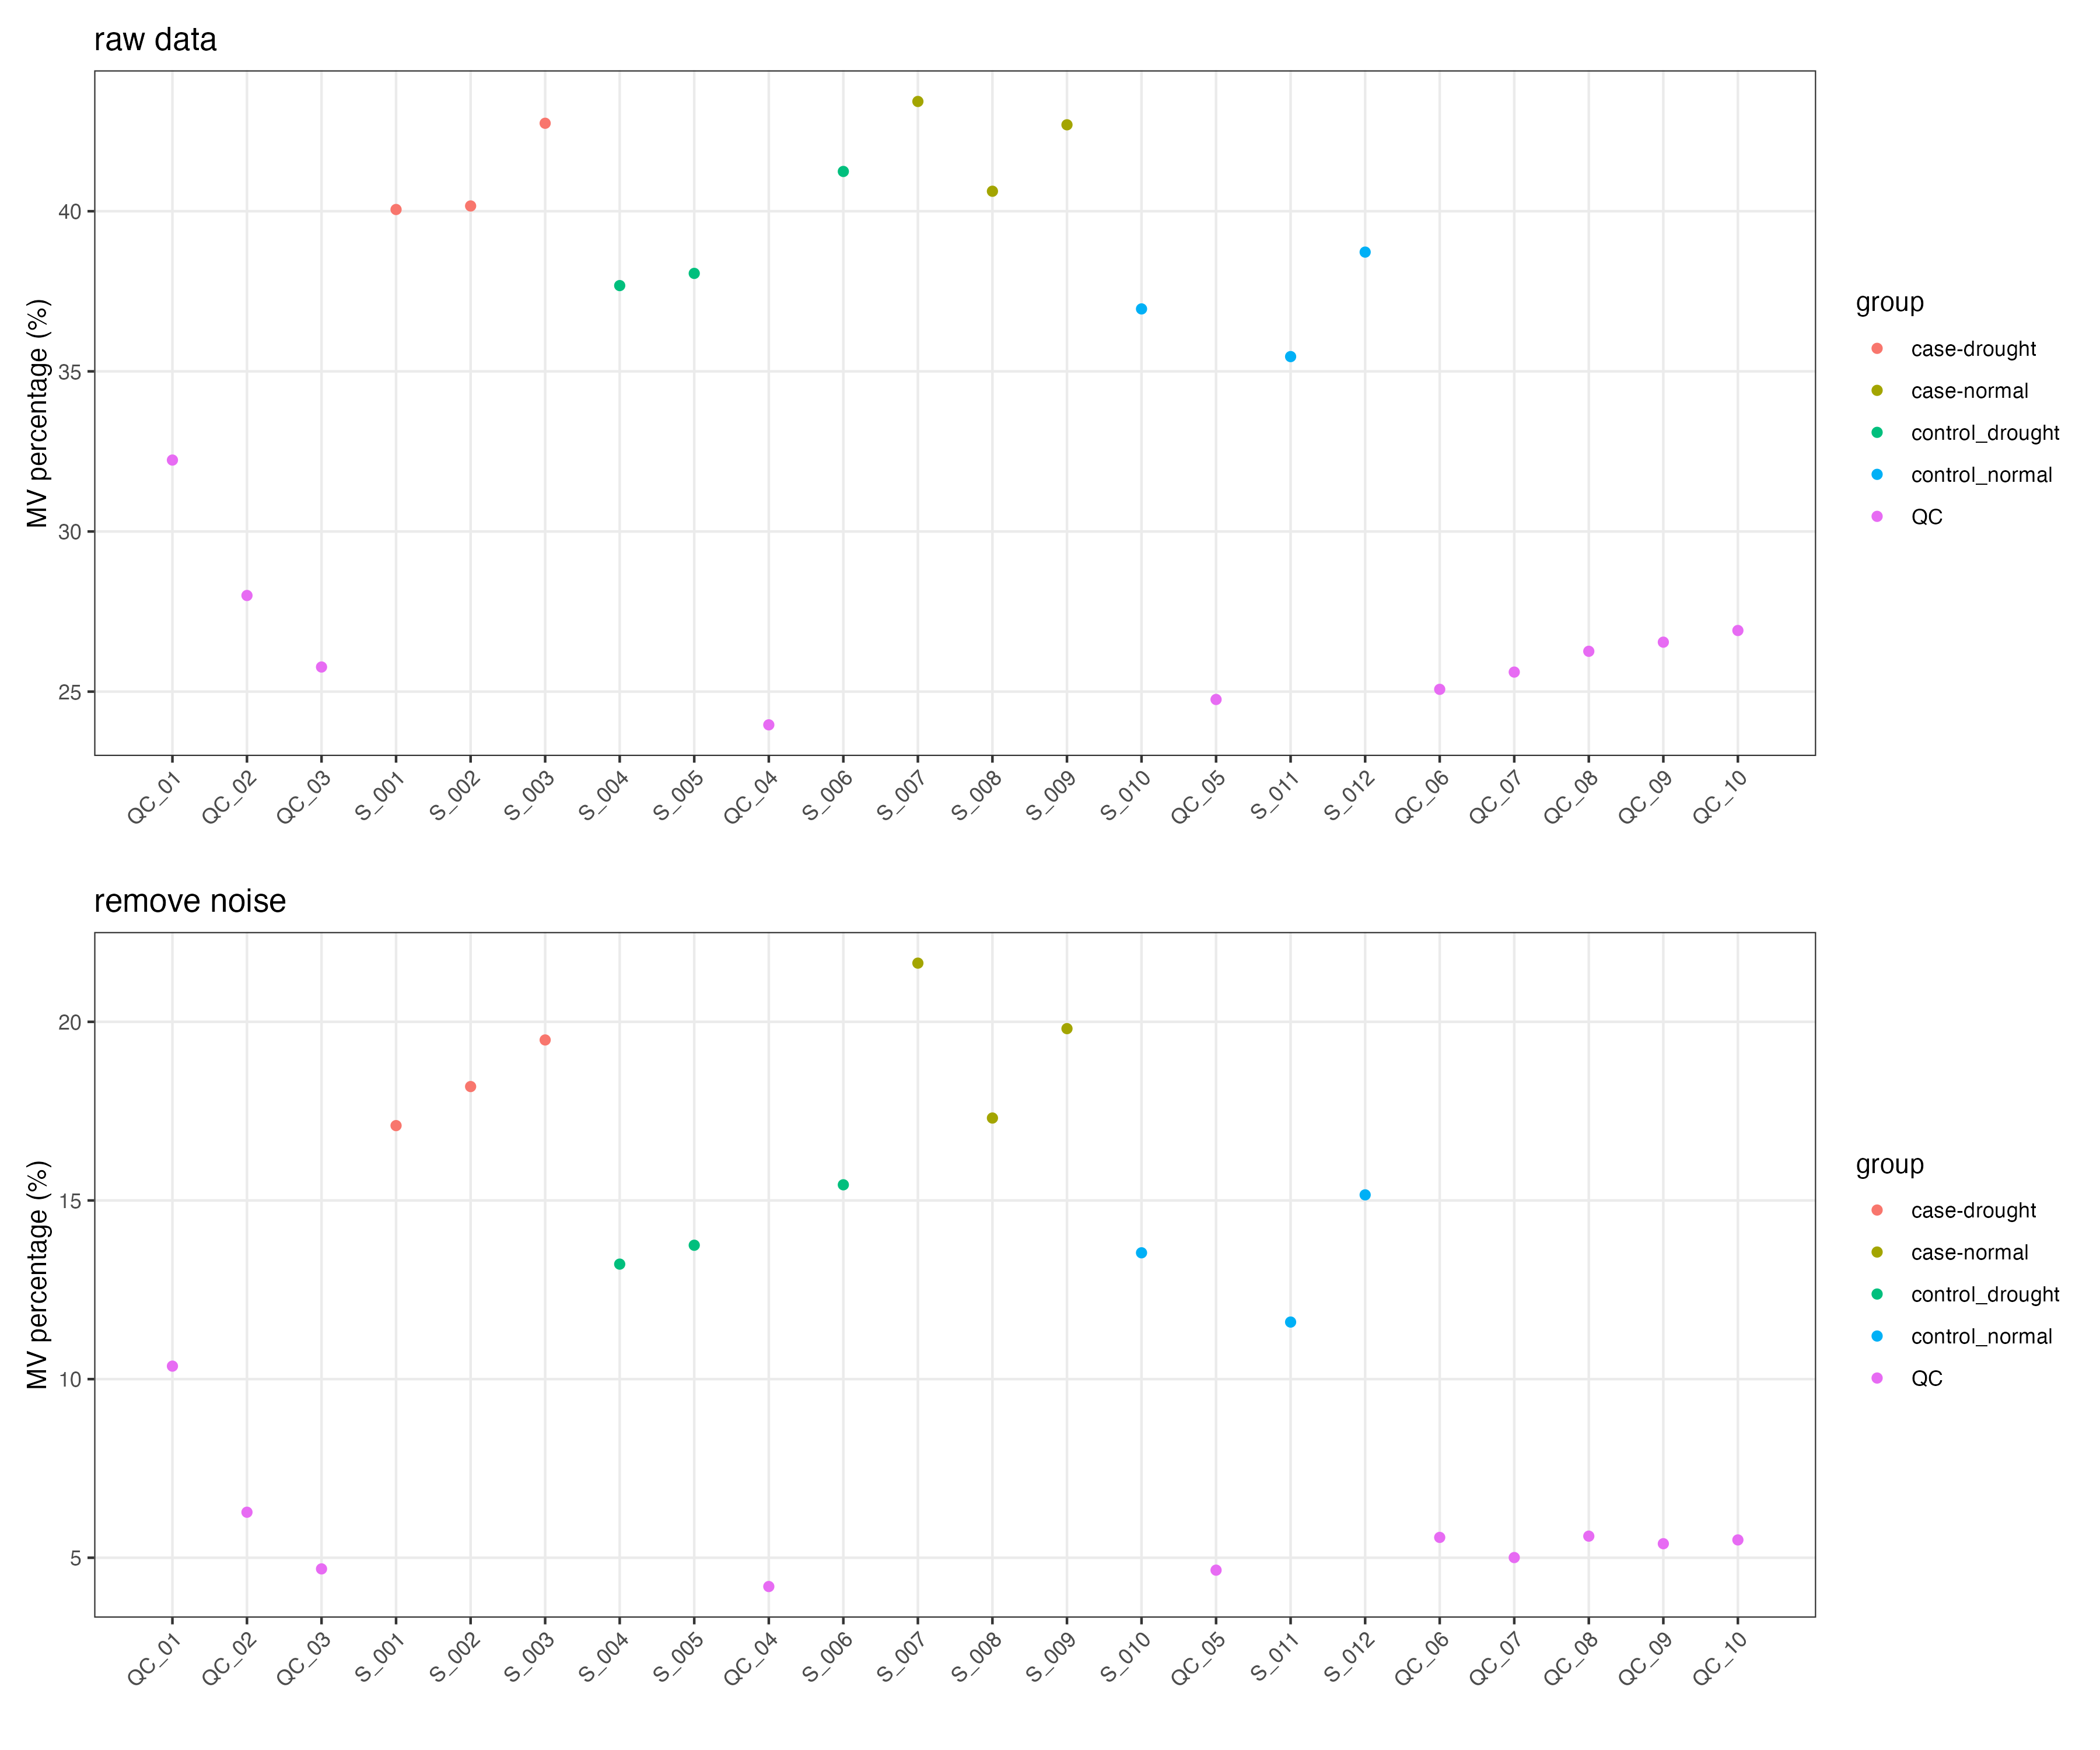 raw data
MV percentage (%)
40
35
30
25
QC_01 QC_02 QC_03 S_001 S_002 S_003 S_004 S_005 QC_04 S_006 S_007 S_008 S_009 S_010 QC_05 S_011 S_012 QC_06 QC_07 QC_08 QC_09 QC_10
group
case-drought
case-normal
control_drought
control_normal
QC
remove noise
MV percentage (%)
20
15
10
5
QC_01 QC_02 QC_03 S_001 S_002 S_003 S_004 S_005 QC_04 S_006 S_007 S_008 S_009 S_010 QC_05 S_011 S_012 QC_06 QC_07 QC_08 QC_09 QC_10
group
case-drought
case-normal
control_drought
control_normal
QC